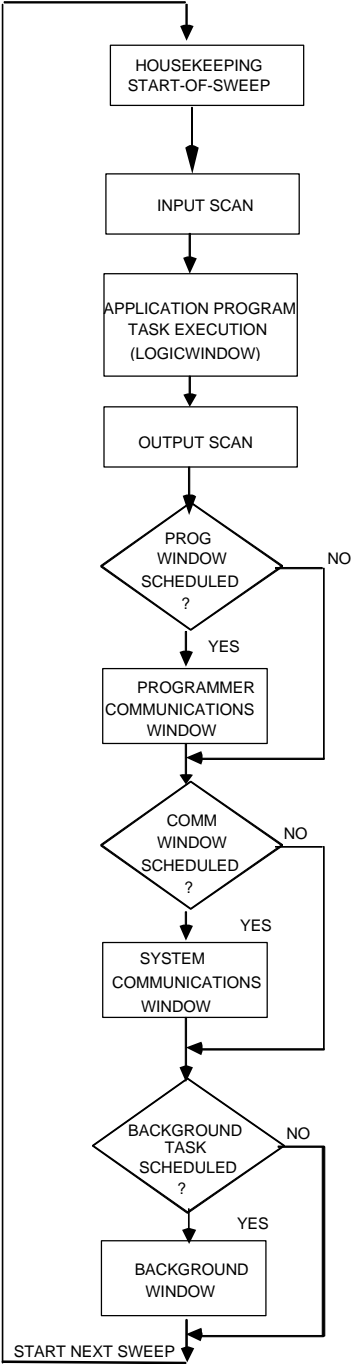 HOUSEKEEPING
START-OF-SWEEP
INPUT SCAN
APPLICATION PROGRAM
TASK EXECUTION
(LOGICWINDOW)
OUTPUT SCAN
PROG
WINDOW
SCHEDULED
?
NO
YES
PROGRAMMER
COMMUNICATIONS
WINDOW
COMM
WINDOW
SCHEDULED
?
NO
YES
SYSTEM
COMMUNICATIONS
WINDOW
BACKGROUND
TASK
SCHEDULED
?
NO
YES
BACKGROUND
WINDOW
START NEXT SWEEP